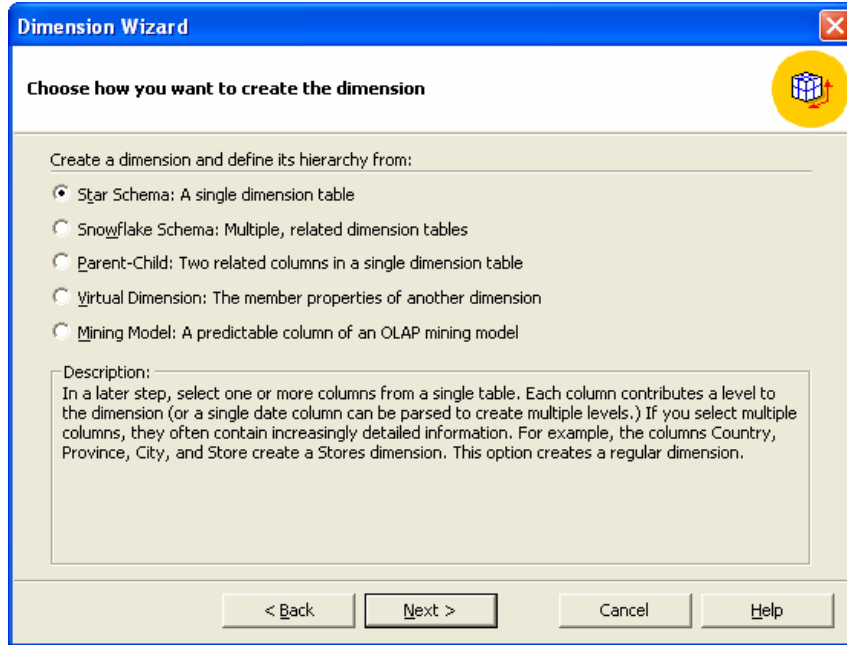 Dimension Wizard
Choose how you want to create the dimension
Create a dimension and define its hierarchy from:
Star Schema: A single dimension table
Snowflake Schema: Multiple, related dimension tables
Parent-Child: Two related columns in a single dimension table
Virtual Dimension: The member properties of another dimension
Mining Model: A predictable column of an OLAP mining model
Description:
In a later step, select one or more columns from a single table. Each column contributes a level to
the dimension (or a single date column can be parsed to create multiple levels.) If you select multiple
columns, they often contain increasingly detailed information. For example, the columns Country,
Province, City, and Store create a Stores dimension. This option creates a regular dimension.
< Back Next > Cancel Help